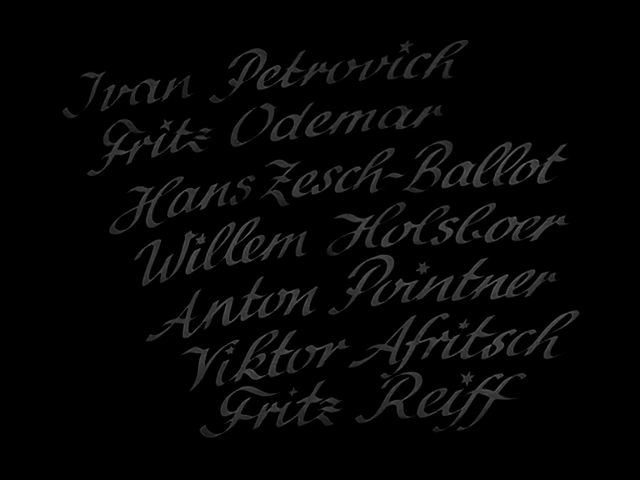 Ivan Petrovich
Fritz Odemar
Hans Zesch-Ballot
Willem Holsboer
Anton Pointner
Viktor Afritsch
Fritz Reiff